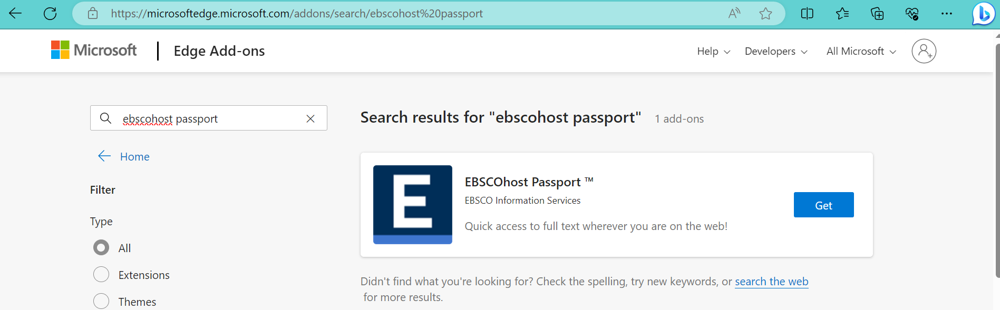 https://microsoftedge.microsoft.com/addons/search/ebscohost%20passport
Microsoft
Edge Add-ons
Help
Developers
All Microsoft
ebscohost passport
Search results for "ebscohost passport"
1 add-ons
Home
Filter
Type
All
Extensions
Themes
E
EBSCOhost Passport ™
EBSCO Information Services
Quick access to full text wherever you are on the web!
Get
Didn't find what you're looking for? Check the spelling, try new keywords, or search the web
for more results.